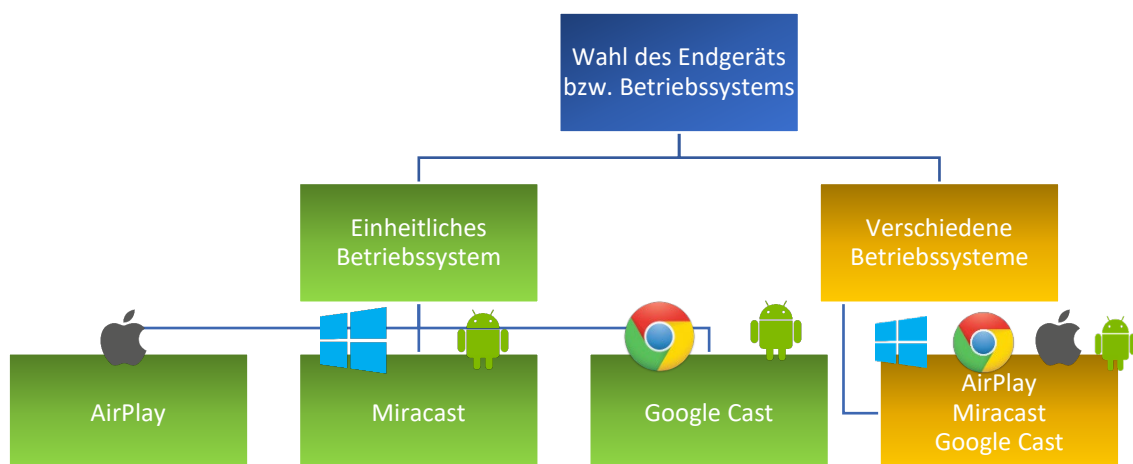 Wahl des Endgeräts
bzw. Betriebssystems
Einheitliches
Betriebssystem
Verschiedene
Betriebssysteme
AirPlay
Miracast
Google Cast
AirPlay
Miracast
Google Cast